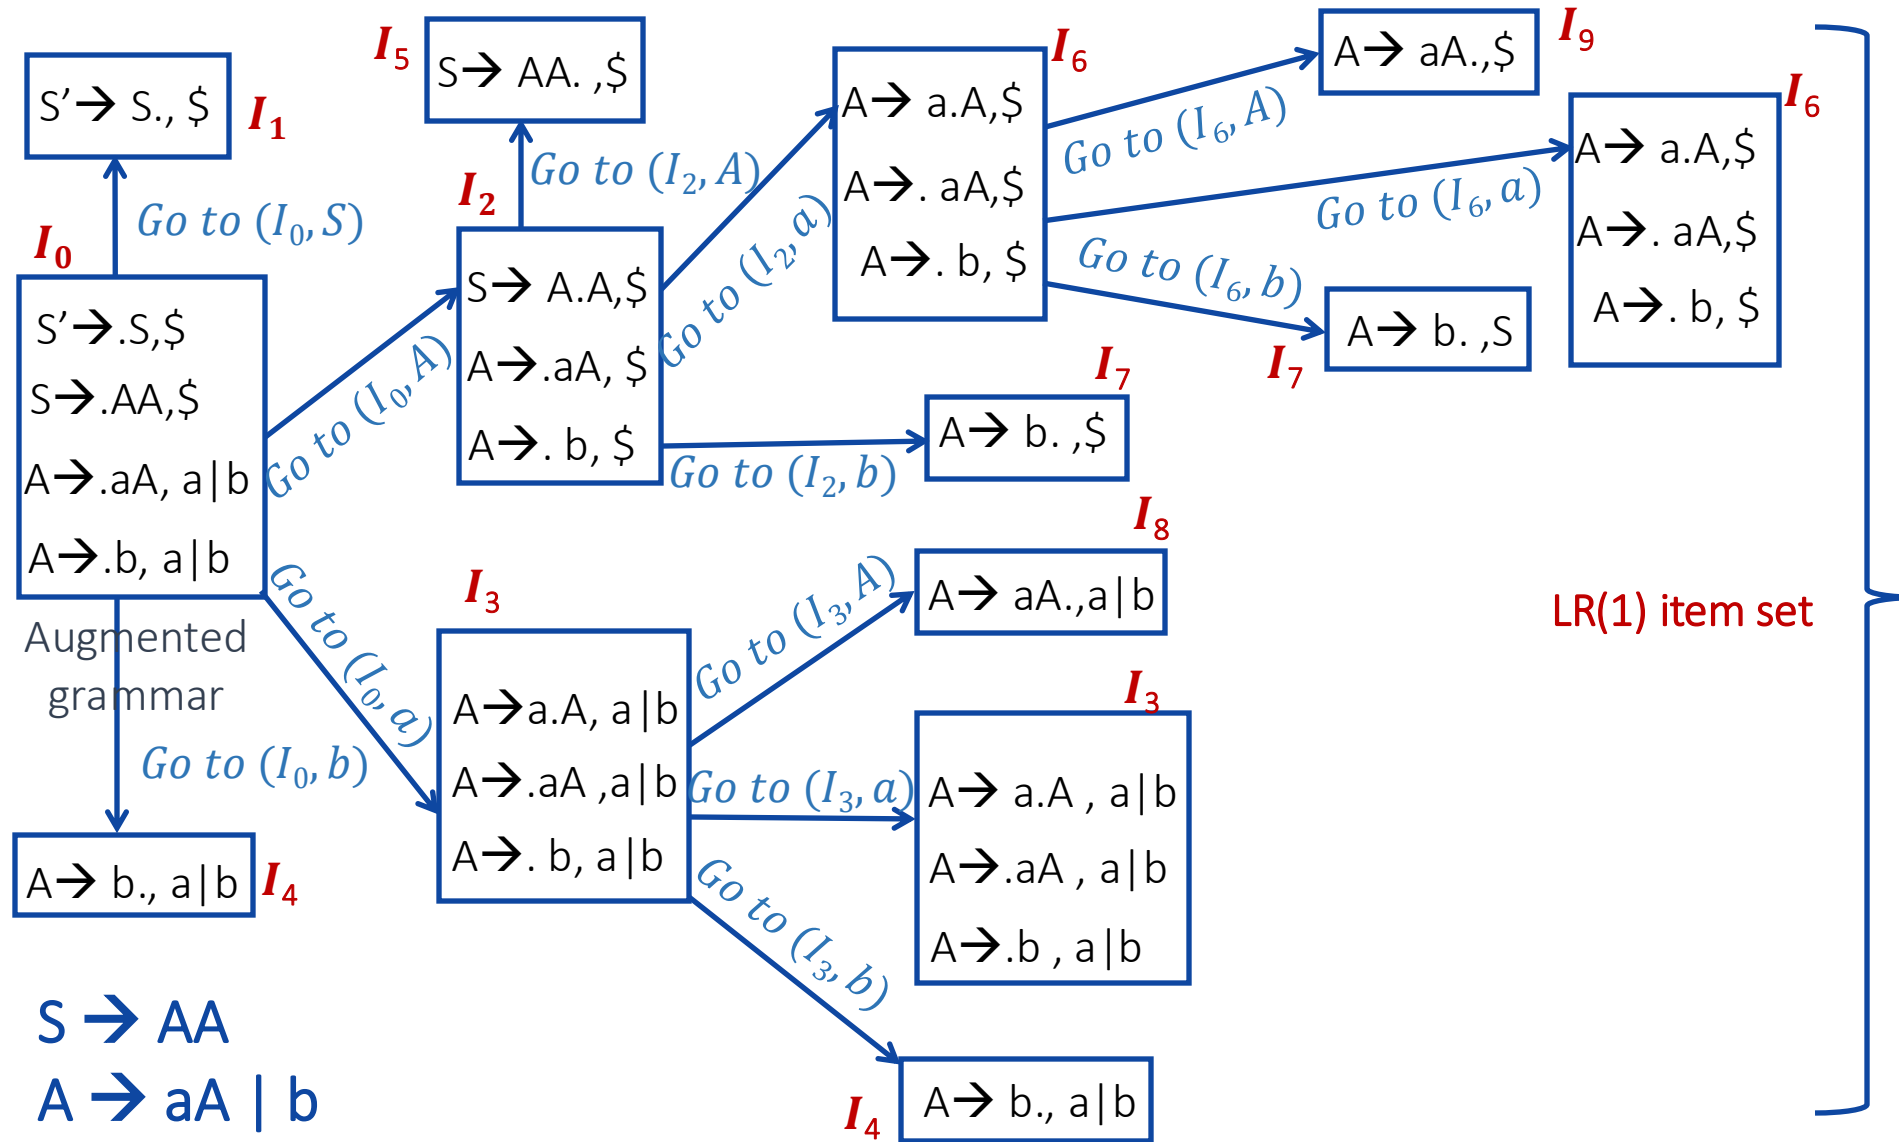 I₅
S→ AA. ,$
I₆
I₉
A→ aA.,$
S'→ S., $
I₁
A→ a.A,$
A→. aA,$
A→. b, $
Go to (I₆, A)
I₆
A→ a.A,$
A→. aA,$
A→. b, $
Go to (I₂, A)
I₂
Go to (I₀, S)
I₀
Go to (I₂, a)
Go to (I₆, a)
Go to (I₆, b)
S'→.S,$
S→.AA,$
A→.aA, a|b
A→.b, a|b
Go to (I₀, A)
S→ A.A,$
A→.aA, $
A→. b, $
A→ b. ,S
I₇
I₇
A→ b. ,$
Go to (I₂, b)
I₈
A→ aA.,a|b
Go to (I₀, a)
I₃
Go to (I₃, A)
LR(1) item set
Augmented
grammar
A→a.A, a|b
A→.aA ,a|b
A→. b, a|b
I₃
Go to (I₃, a)
A→ a.A , a|b
A→.aA , a|b
A→.b , a|b
Go to (I₀, b)
A→ b., a|b
I₄
Go to (I₃, b)
S → AA
A → aA | b
I₄
A→ b., a|b